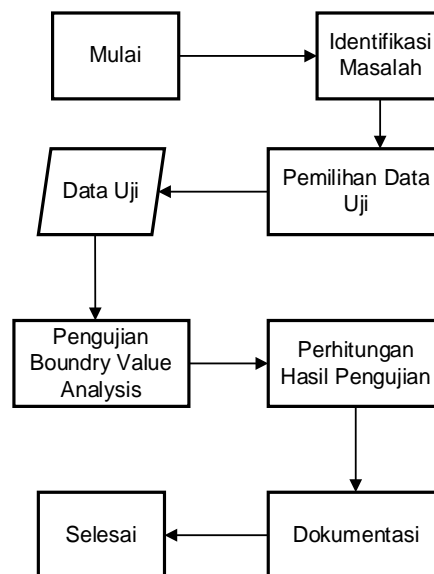 Mulai
Identifikasi
Masalah
Pemilihan Data
Uji
Data Uji
Pengujian
Boundry Value
Analysis
Perhitungan
Hasil Pengujian
Dokumentasi
Selesai